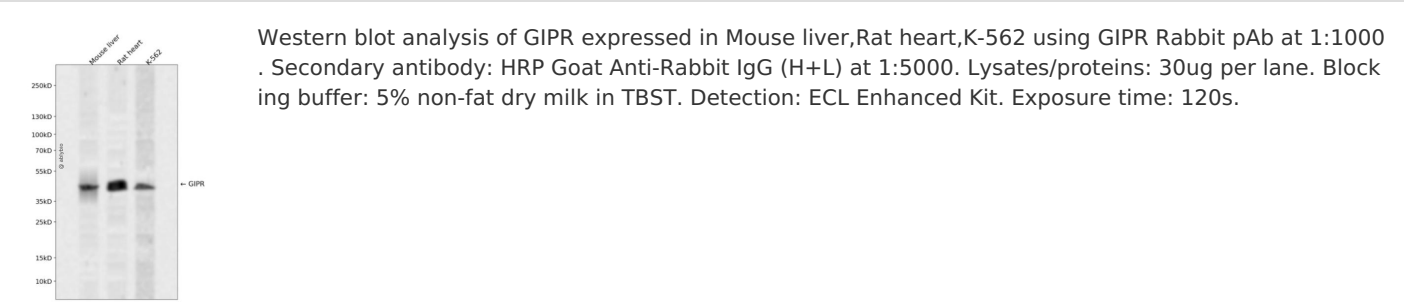 Mouse liver
Rat heart
K-562
Western blot analysis of GIPR expressed in Mouse liver,Rat heart,K-562 using GIPR Rabbit pAb at 1:1000
. Secondary antibody: HRP Goat Anti-Rabbit IgG (H+L) at 1:5000. Lysates/proteins: 30ug per lane. Block
ing buffer: 5% non-fat dry milk in TBST. Detection: ECL Enhanced Kit. Exposure time: 120s.
250kD
130kD
100kD
70kD
55kD
← GIPR
35kD
25kD
15kD
10kD